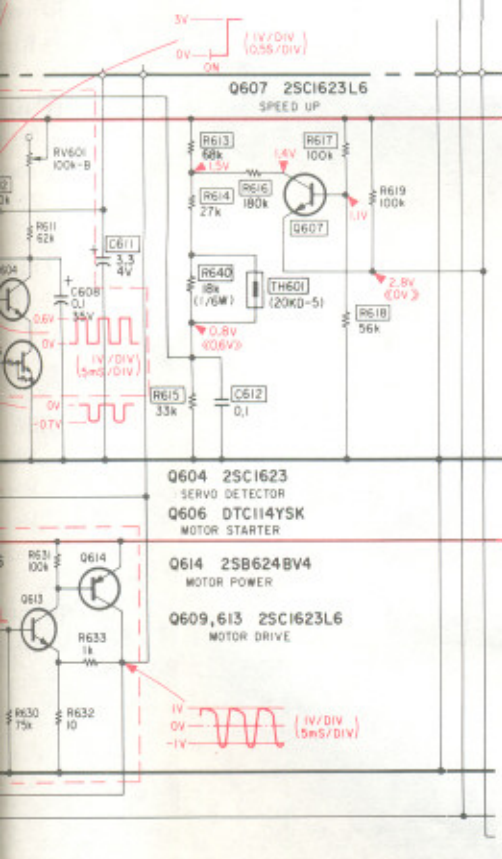 3V
0V
ON
(1V/DIV
0.5S/DIV)
Q607 2SC1623L6
SPEED UP
RV601
100k-B
R611
62k
C611
3.3
4V
C608
0.1
35V
604
0.6V
0V
(1V/DIV
5mS/DIV)
0V
-0.7V
R613
68k
1.5V
R614
27k
R616
180k
1.4V
R617
100k
Q607
1.1V
R619
100k
R640
18k
(1/6W)
TH601
(20KD-5)
2.8V
《0V》
R618
56k
0.8V
《0.6V》
R615
33k
C612
0.1
Q604 2SC1623
SERVO DETECTOR
Q606 DTC114YSK
MOTOR STARTER
Q614 2SB624BV4
MOTOR POWER
Q609,613 2SC1623L6
MOTOR DRIVE
R631
100k
Q614
Q613
R633
1k
R630
75k
R632
10
1V
0V
-1V
(1V/DIV
5mS/DIV)